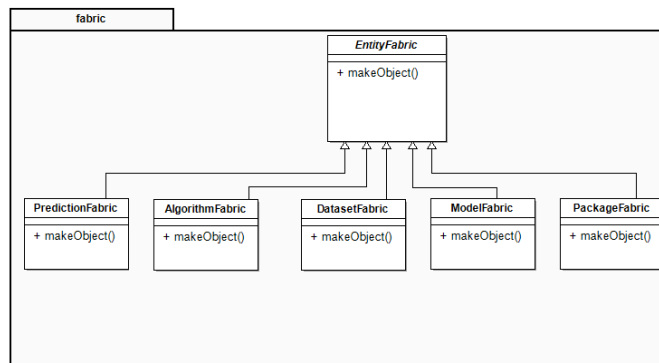 fabric
EntityFabric
+ makeObject()
PredictionFabric
+ makeObject()
AlgorithmFabric
+ makeObject()
DatasetFabric
+ makeObject()
ModelFabric
+ makeObject()
PackageFabric
+ makeObject()